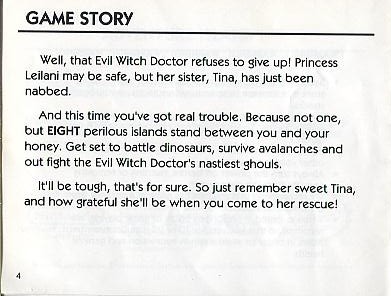 GAME STORY
Well, that Evil Witch Doctor refuses to give up! Princess
Leilani may be safe, but her sister, Tina, has just been
nabbed.
And this time you've got real trouble. Because not one,
but EIGHT perilous islands stand between you and your
honey. Get set to battle dinosaurs, survive avalanches and
out fight the Evil Witch Doctor's nastiest ghouls.
It'll be tough, that's for sure. So just remember sweet Tina,
and how grateful she'll be when you come to her rescue!
4